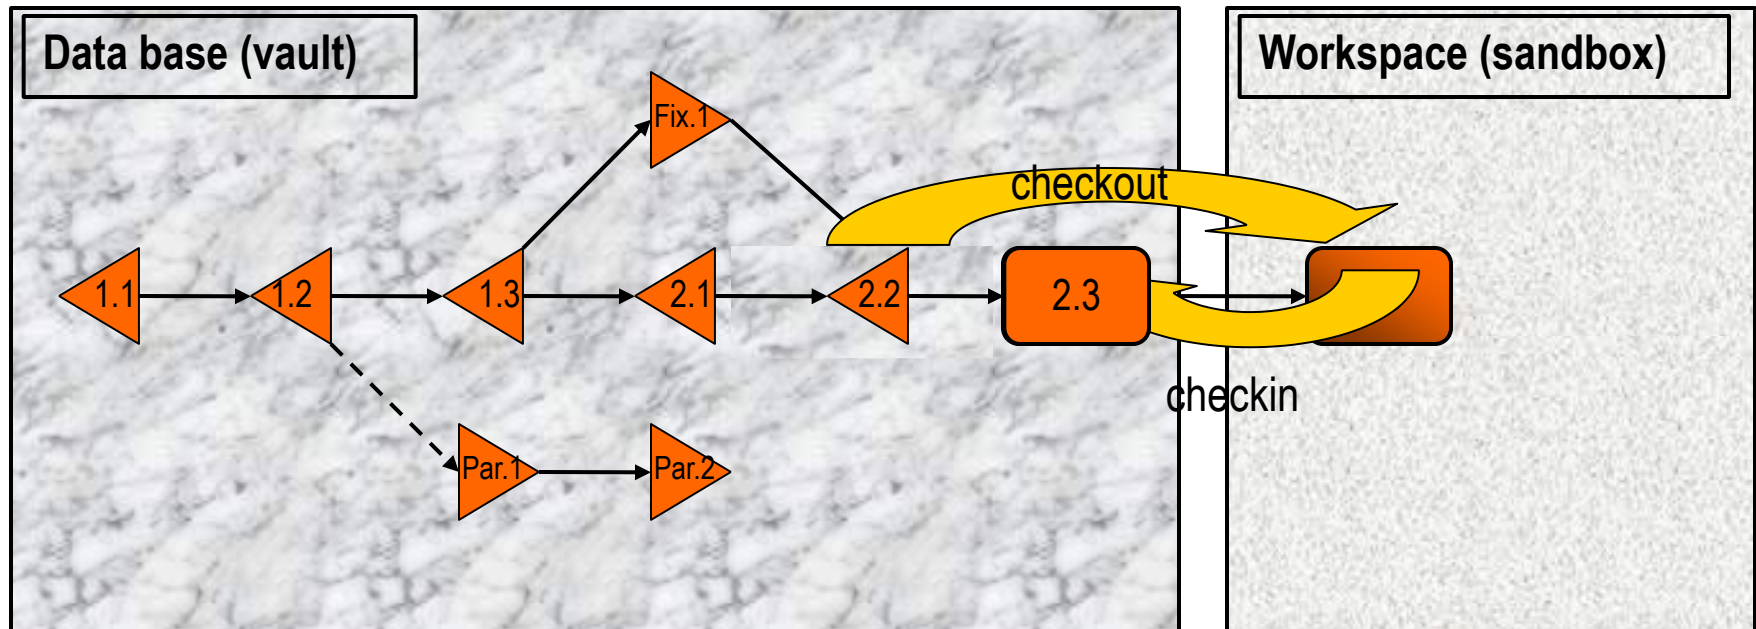 Data base (vault)
Workspace (sandbox)
Fix.1
checkout
1.1
1.2
1.3
2.1
2.2
2.3
checkin
Par.1
Par.2